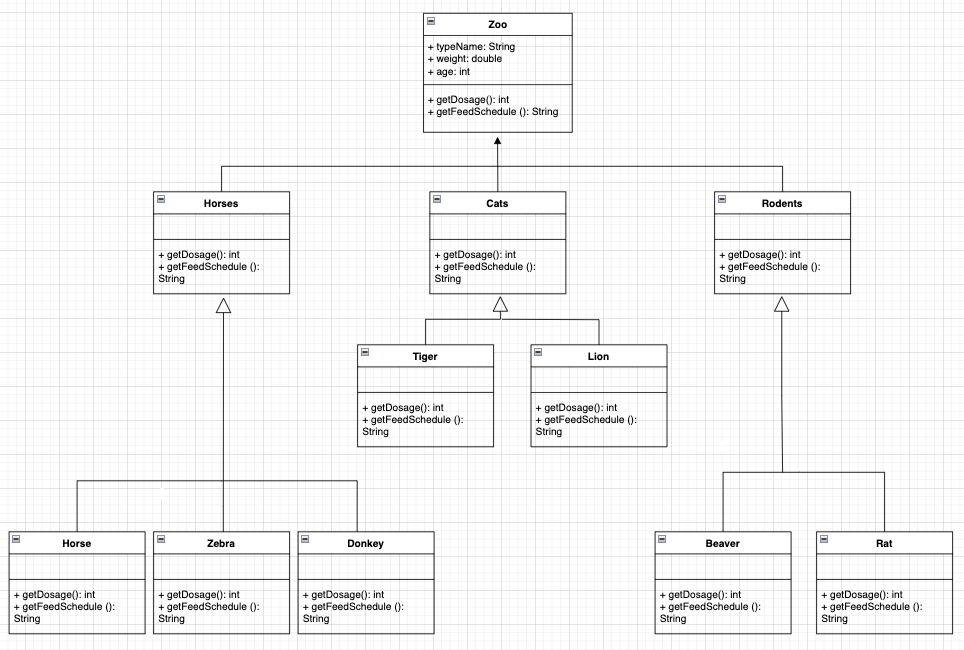 Zoo
+ typeName: String
+ weight: double
+ age: int
+ getDosage(): int
+ getFeedSchedule (): String
Horses
+ getDosage(): int
+ getFeedSchedule ():
String
Cats
+ getDosage(): int
+ getFeedSchedule ():
String
Rodents
+ getDosage(): int
+ getFeedSchedule ():
String
Tiger
+ getDosage(): int
+ getFeedSchedule ():
String
Lion
+ getDosage(): int
+ getFeedSchedule ():
String
Horse
+ getDosage(): int
+ getFeedSchedule ():
String
Zebra
+ getDosage(): int
+ getFeedSchedule ():
String
Donkey
+ getDosage(): int
+ getFeedSchedule ():
String
Beaver
+ getDosage(): int
+ getFeedSchedule ():
String
Rat
+ getDosage(): int
+ getFeedSchedule ():
String